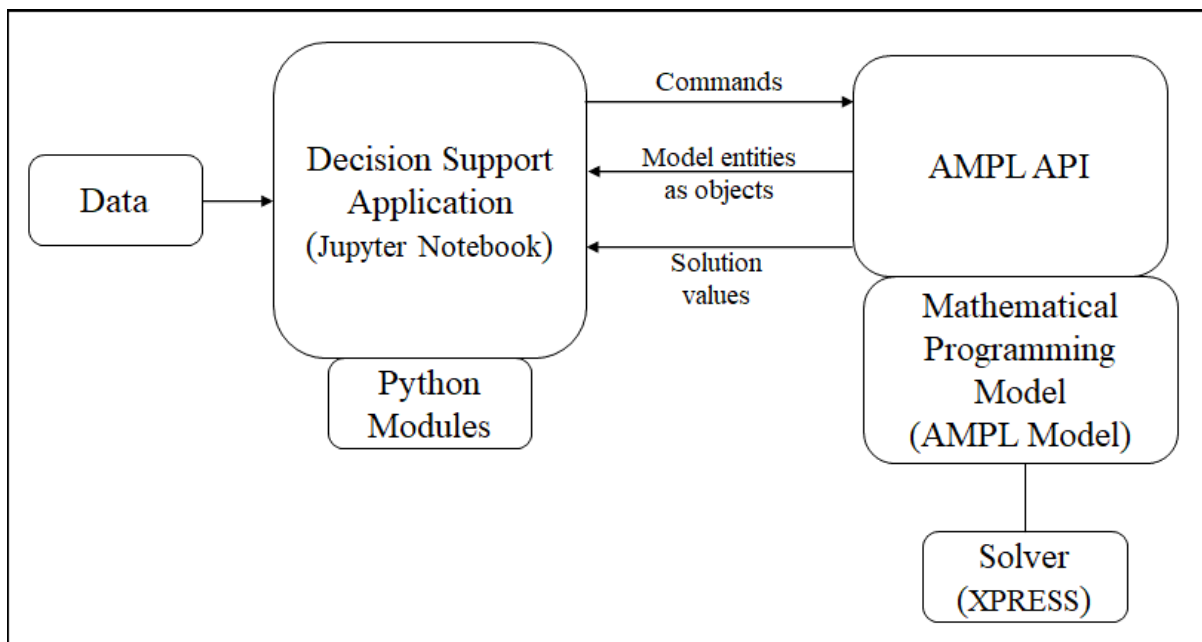 Data
Decision Support
Application
(Jupyter Notebook)
Python
Modules
Commands
Model entities
as objects
Solution
values
AMPL API
Mathematical
Programming
Model
(AMPL Model)
Solver
(XPRESS)